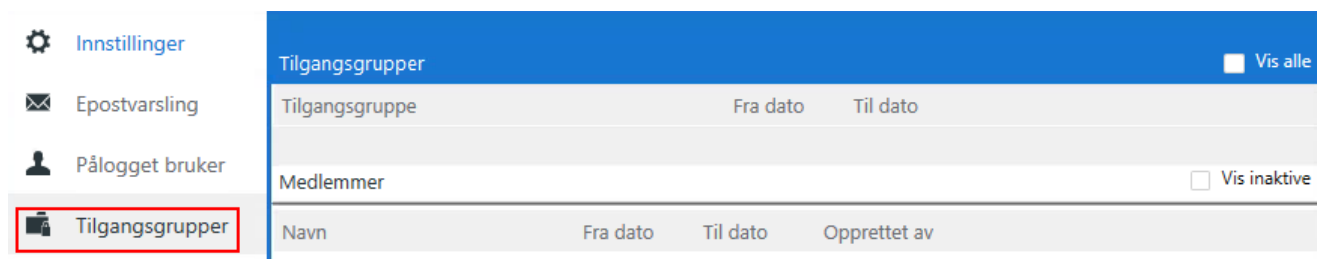 Innstillinger
Epostvarsling
Pålogget bruker
Tilgangsgrupper
Tilgangsgrupper Vis alle
Tilgangsgruppe Fra dato Til dato
Medlemmer Vis inaktive
Navn Fra dato Til dato Opprettet av